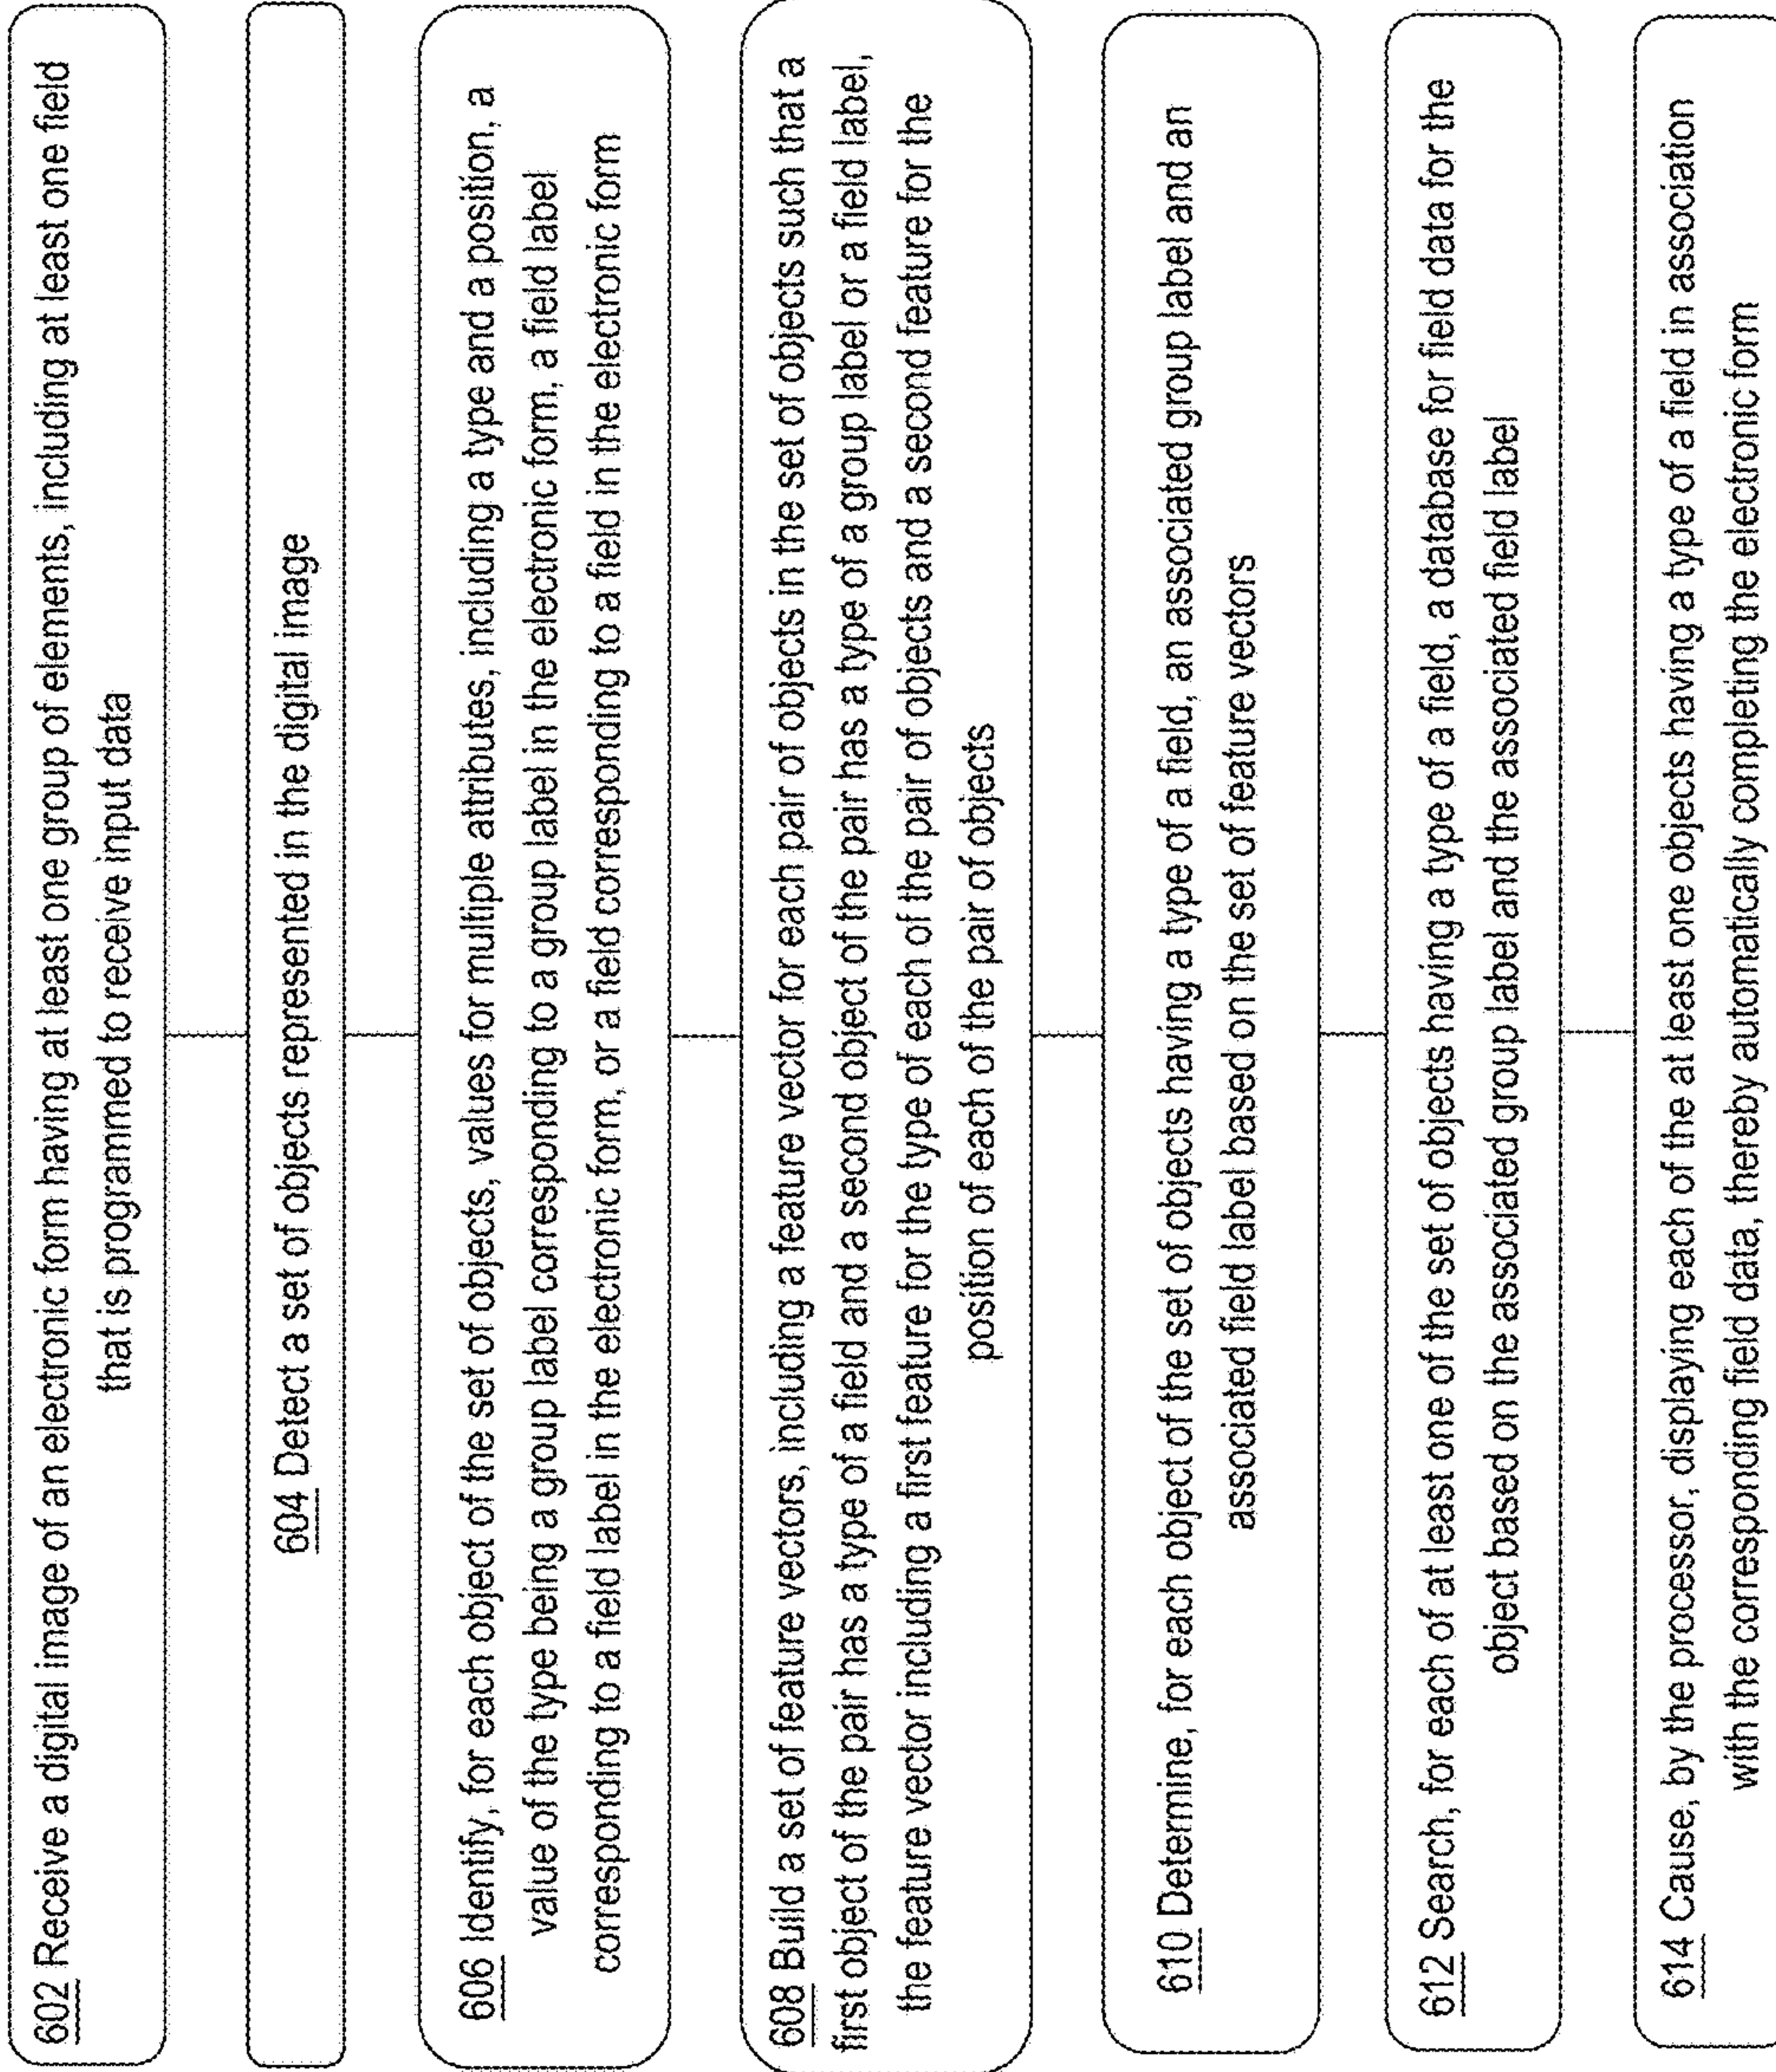 602 Receive a digital image of an electronic form having at least one group of elements, including at least one field
that is programmed to receive input data
604 Detect a set of objects represented in the digital image
606 Identify, for each object of the set of objects, values for multiple attributes, including a type and a position, a
value of the type being a group label corresponding to a group label in the electronic form, a field label
corresponding to a field label in the electronic form, or a field corresponding to a field in the electronic form
608 Build a set of feature vectors, including a feature vector for each pair of objects in the set of objects such that a
first object of the pair has a type of a field and a second object of the pair has a type of a group label or a field label,
the feature vector including a first feature for the type of each of the pair of objects and a second feature for the
position of each of the pair of objects
610 Determine, for each object of the set of objects having a type of a field, an associated group label and an
associated field label based on the set of feature vectors
612 Search, for each of at least one of the set of objects having a type of a field, a database for field data for the
object based on the associated group label and the associated field label
614 Cause, by the processor, displaying each of the at least one objects having a type of a field in association
with the corresponding field data, thereby automatically completing the electronic form